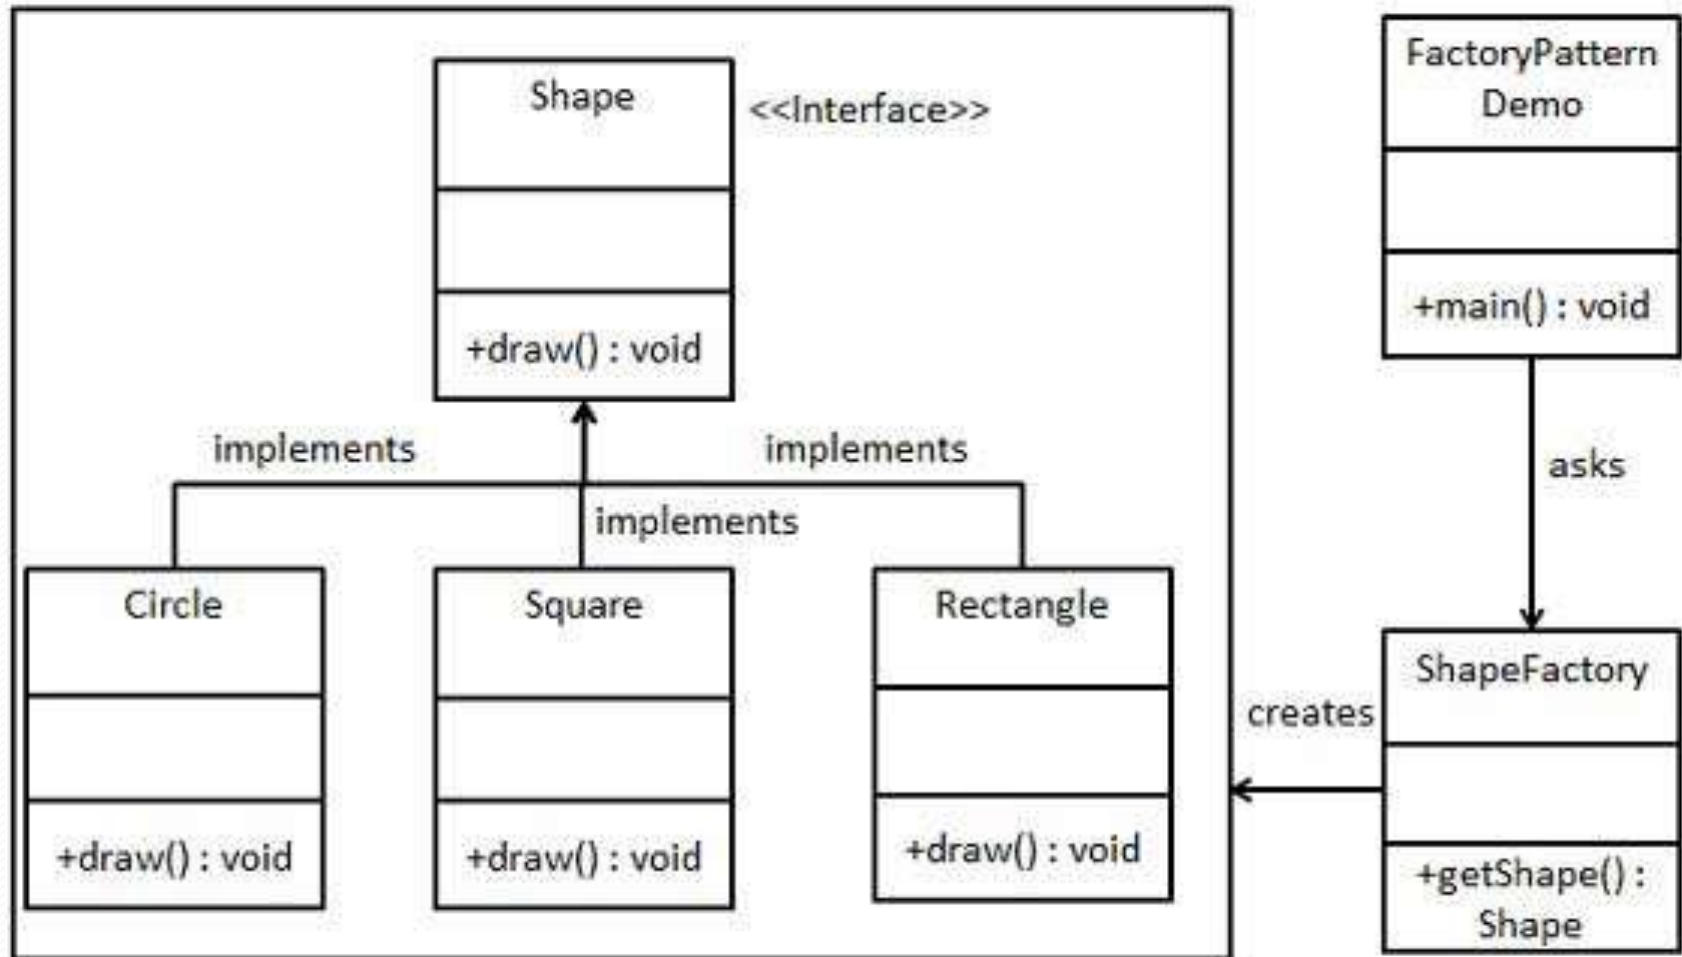 Shape
<<Interface>>
+draw() : void
implements
implements
implements
Circle
+draw() : void
Square
+draw() : void
Rectangle
+draw() : void
FactoryPattern
Demo
+main() : void
asks
creates
ShapeFactory
+getShape() :
Shape